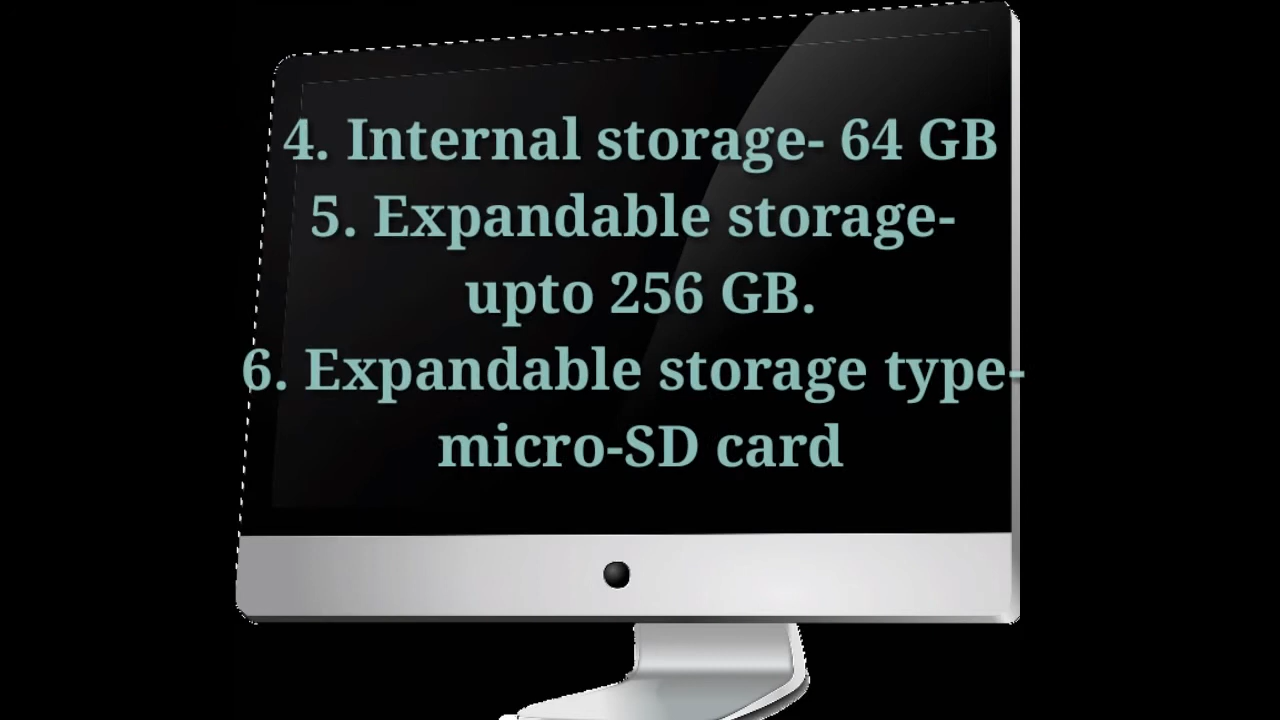 4. Internal storage- 64 GB
5. Expandable storage-
upto 256 GB.
6. Expandable storage type-
micro-SD card